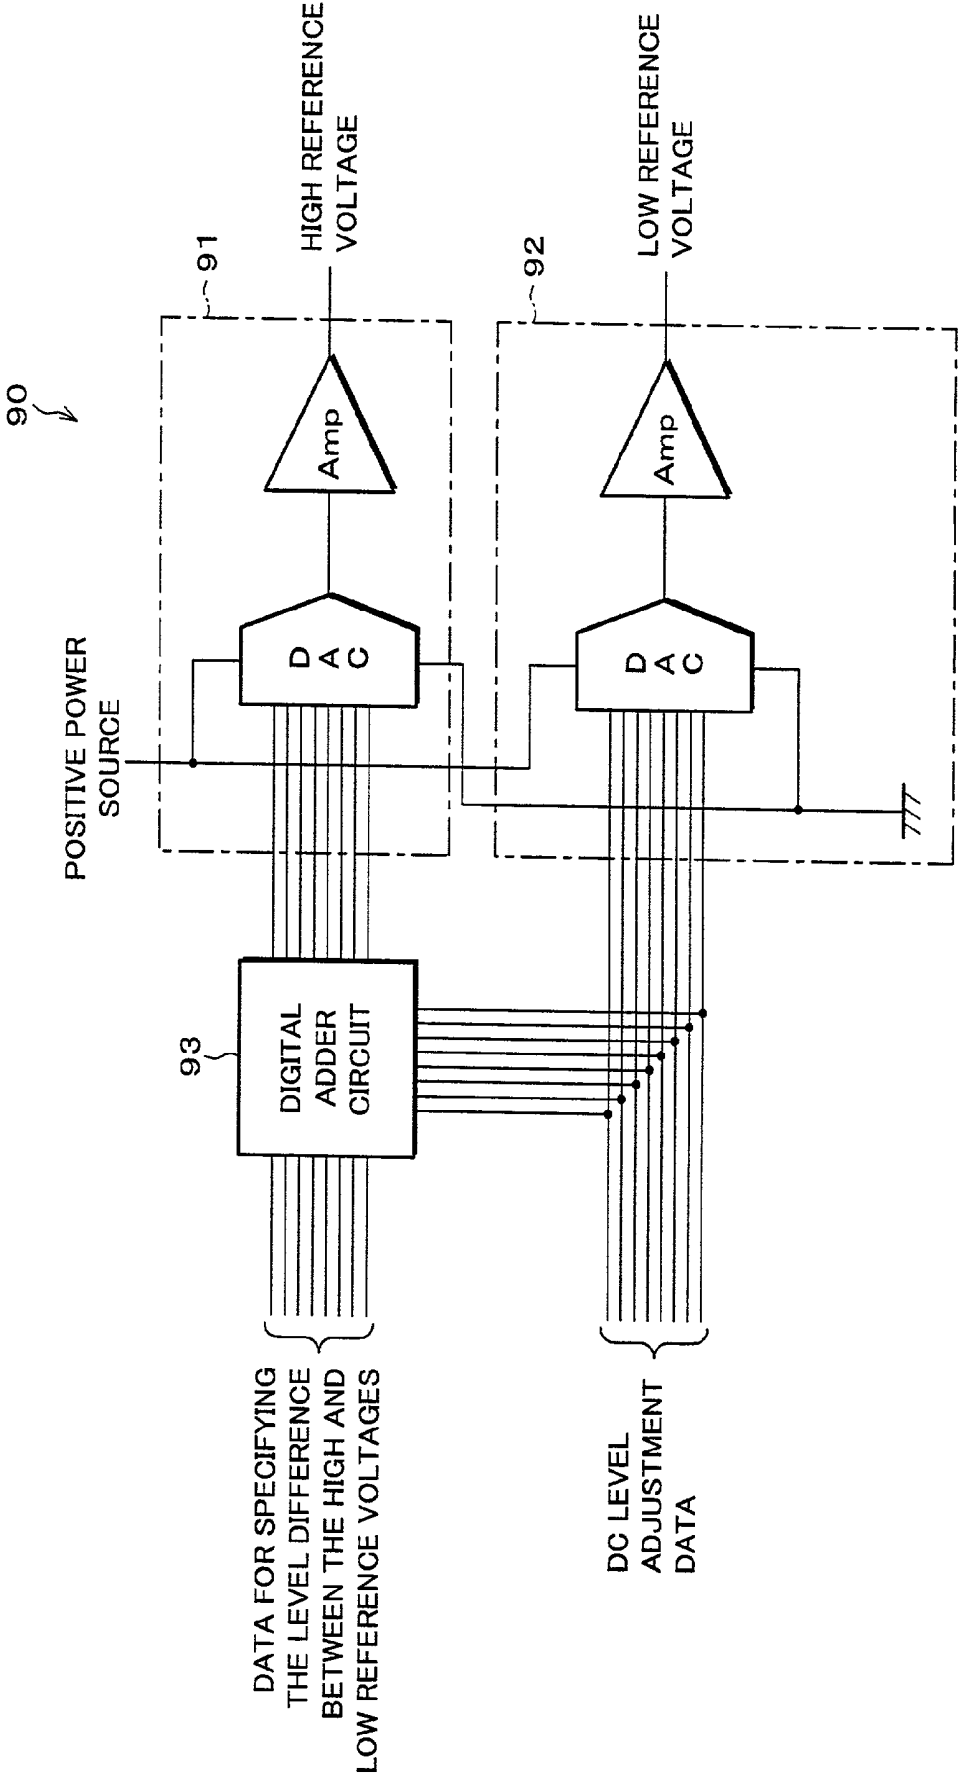 90
POSITIVE POWER
SOURCE
91
HIGH REFERENCE
VOLTAGE
93
DATA FOR SPECIFYING
THE LEVEL DIFFERENCE
BETWEEN THE HIGH AND
LOW REFERENCE VOLTAGES
DIGITAL
ADDER
CIRCUIT
D
A
C
Amp
92
LOW REFERENCE
VOLTAGE
DC LEVEL
ADJUSTMENT
DATA
D
A
C
Amp